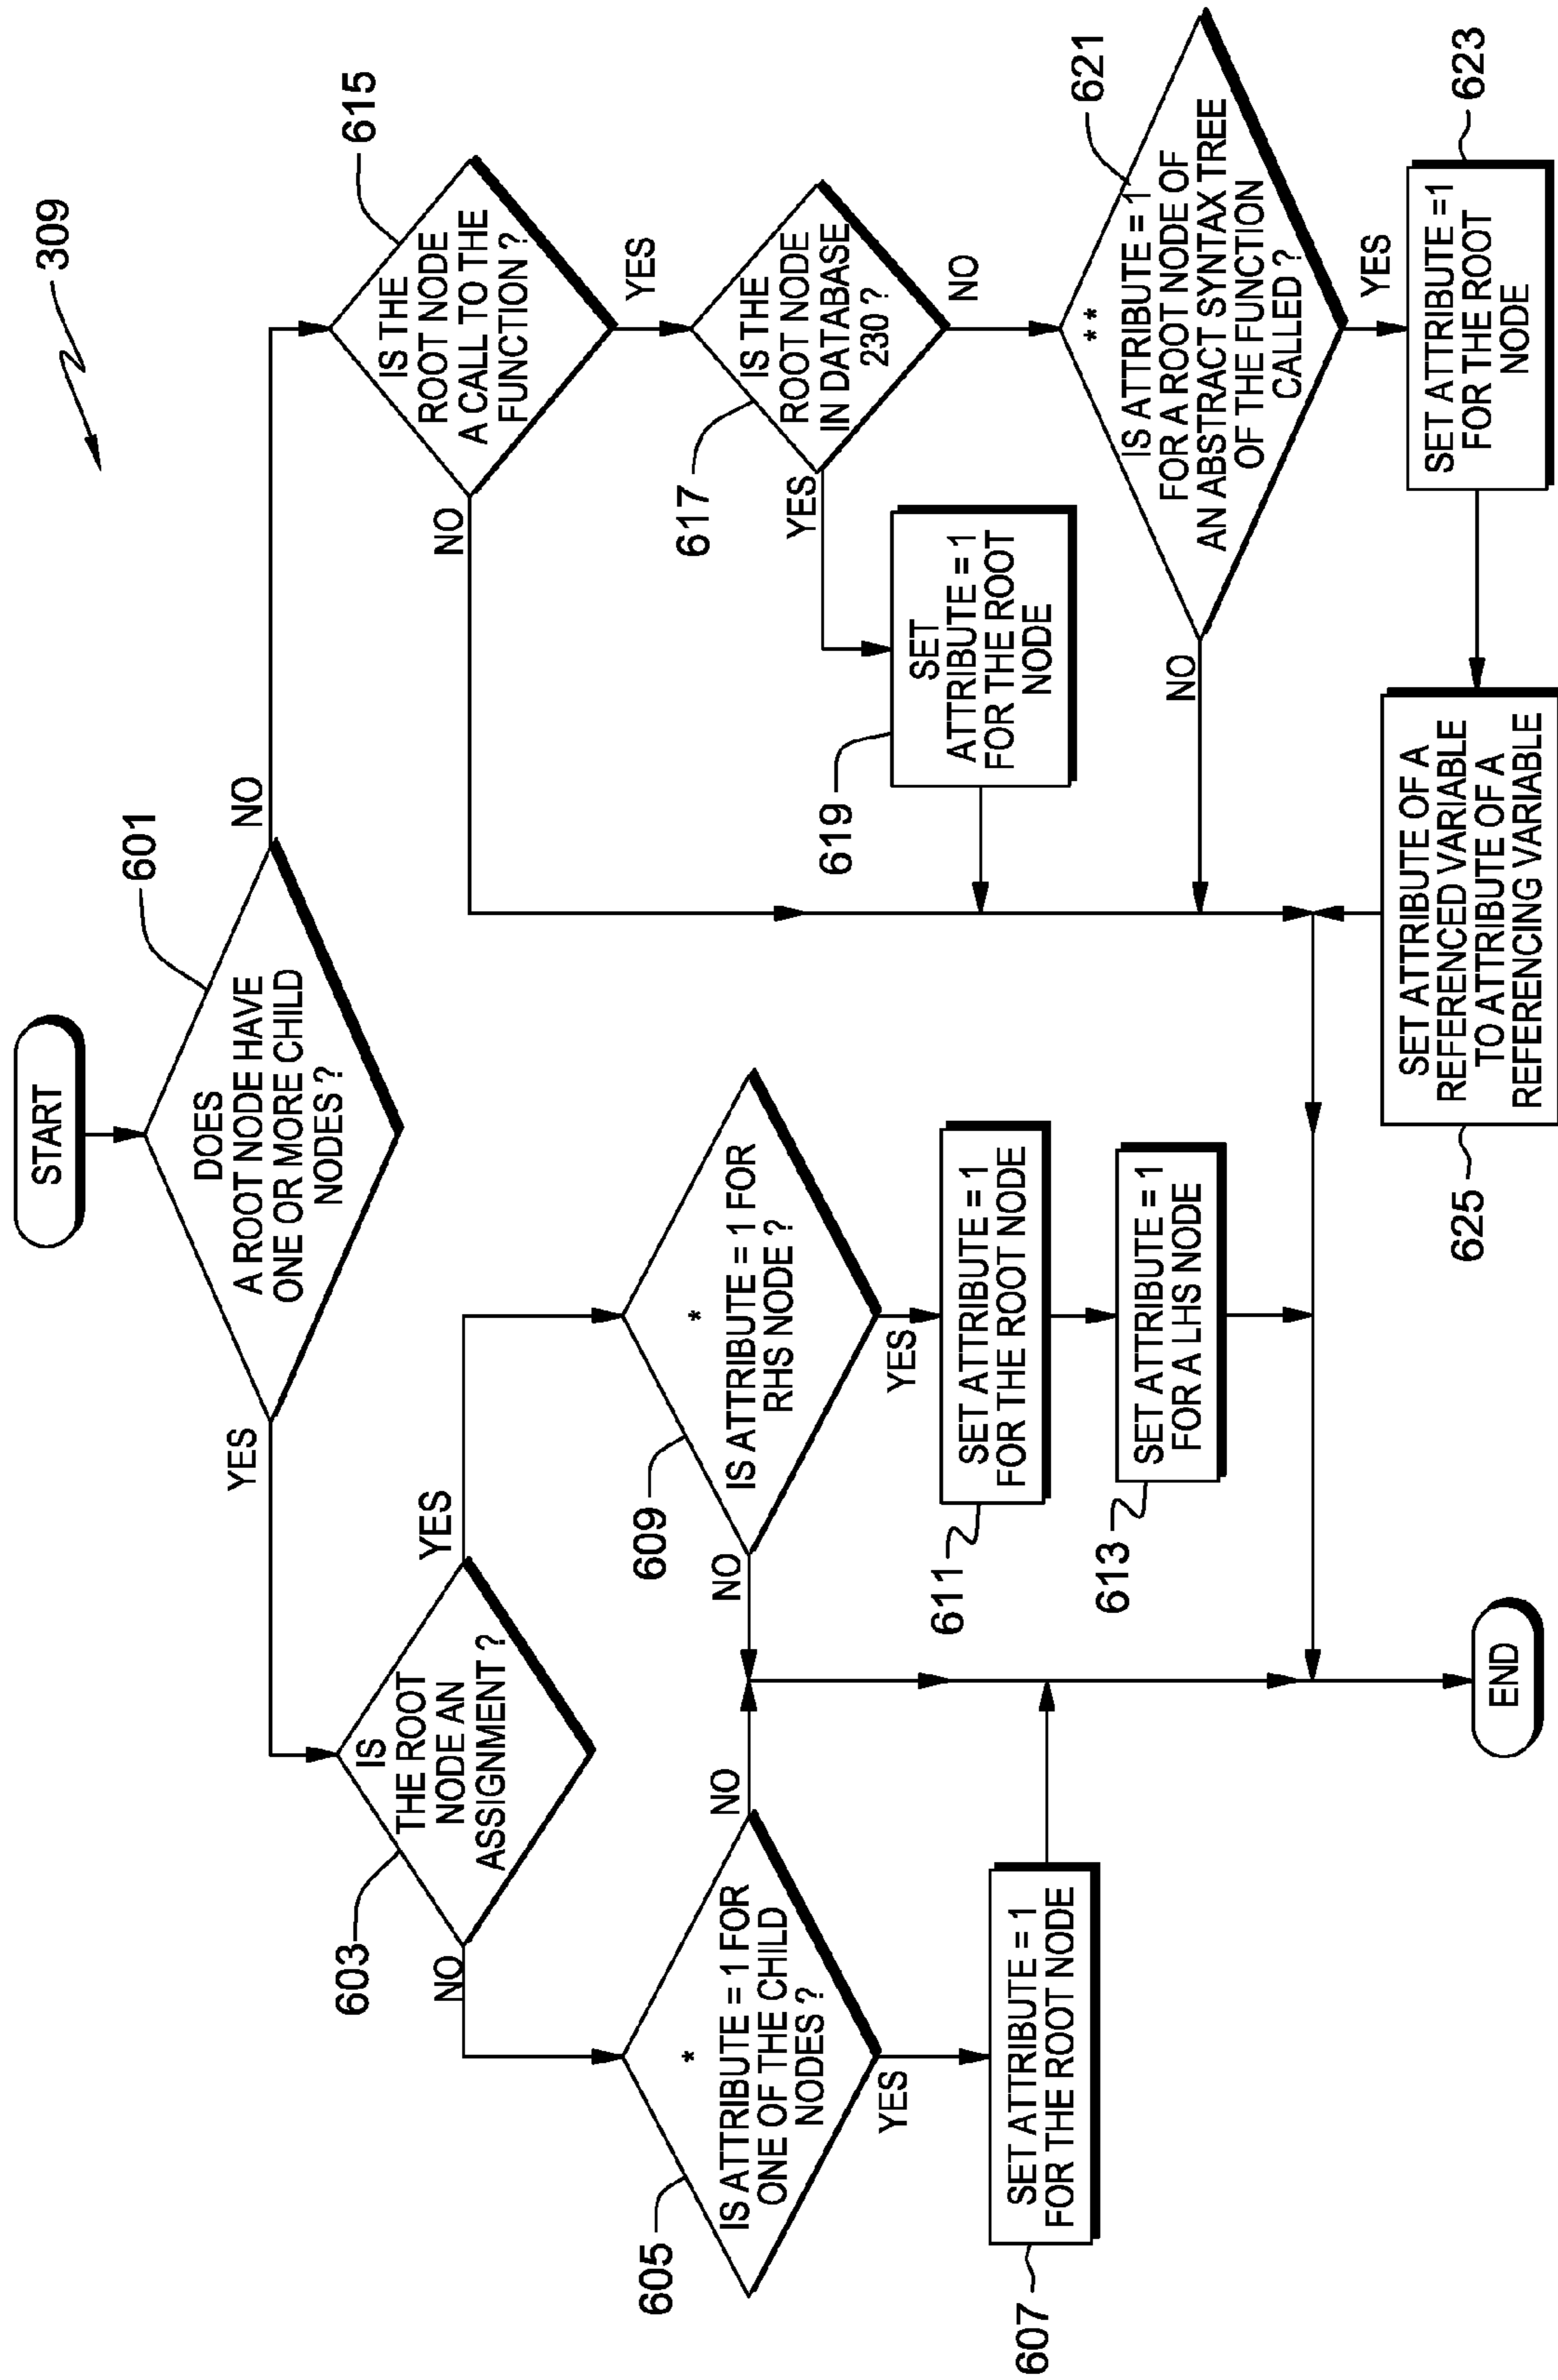 309
START
601
DOES
A ROOT NODE HAVE
ONE OR MORE CHILD
NODES ?
YES
NO
603
IS
THE ROOT
NODE AN
ASSIGNMENT ?
NO
YES
605
*
IS ATTRIBUTE = 1 FOR
ONE OF THE CHILD
NODES ?
NO
YES
607
SET ATTRIBUTE = 1
FOR THE ROOT NODE
609
*
IS ATTRIBUTE = 1 FOR
RHS NODE ?
NO
YES
611
SET ATTRIBUTE = 1
FOR THE ROOT NODE
613
SET ATTRIBUTE = 1
FOR A LHS NODE
615
IS THE
ROOT NODE
A CALL TO THE
FUNCTION ?
NO
YES
617
IS THE
ROOT NODE
IN DATABASE
230 ?
YES
NO
619
SET
ATTRIBUTE = 1
FOR THE ROOT
NODE
621
* *
IS ATTRIBUTE = 1
FOR A ROOT NODE OF
AN ABSTRACT SYNTAX TREE
OF THE FUNCTION
CALLED ?
NO
YES
623
SET ATTRIBUTE =1
FOR THE ROOT
NODE
625
SET ATTRIBUTE OF A
REFERENCED VARIABLE
TO ATTRIBUTE OF A
REFERENCING VARIABLE
END